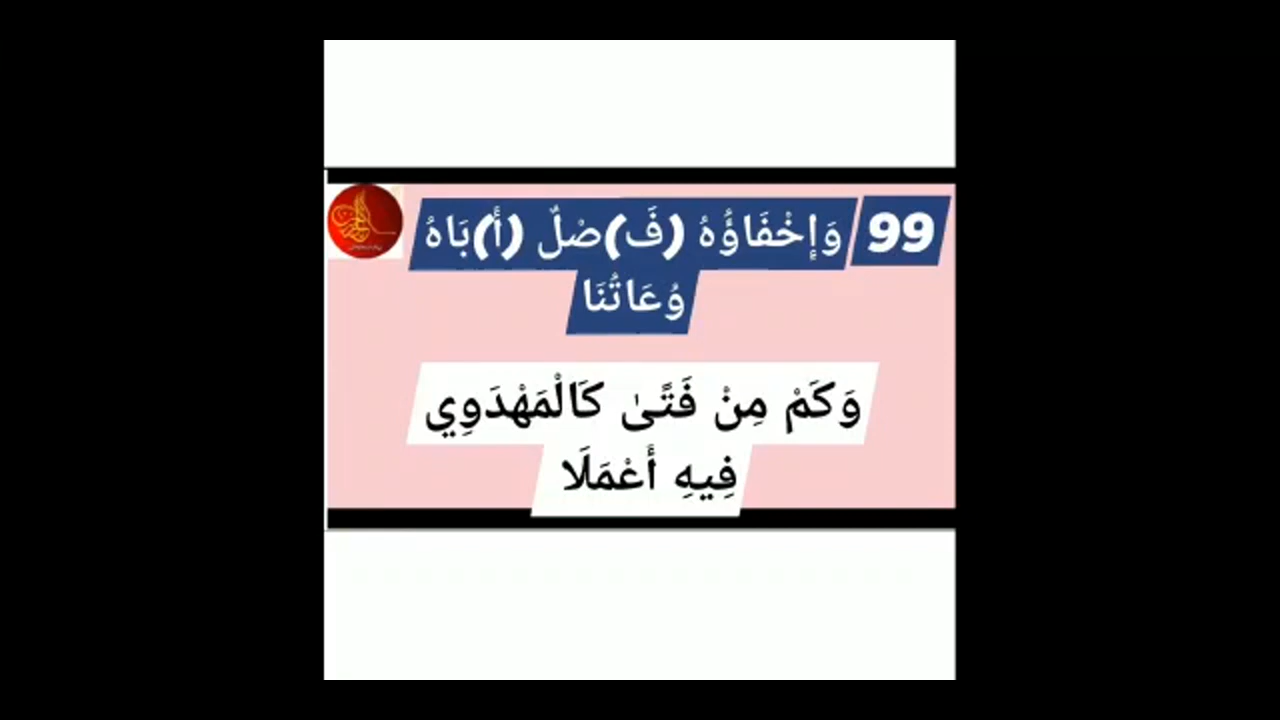 99 وَإِخْفَاؤُهُ (فَ)صْلٌ (أَ)بَاهُ
وُعَاتُنَا
وَكَمْ مِنْ فَتًىٰ كَالْمَهْدَوِي
فِيهِ أَعْمَلَا